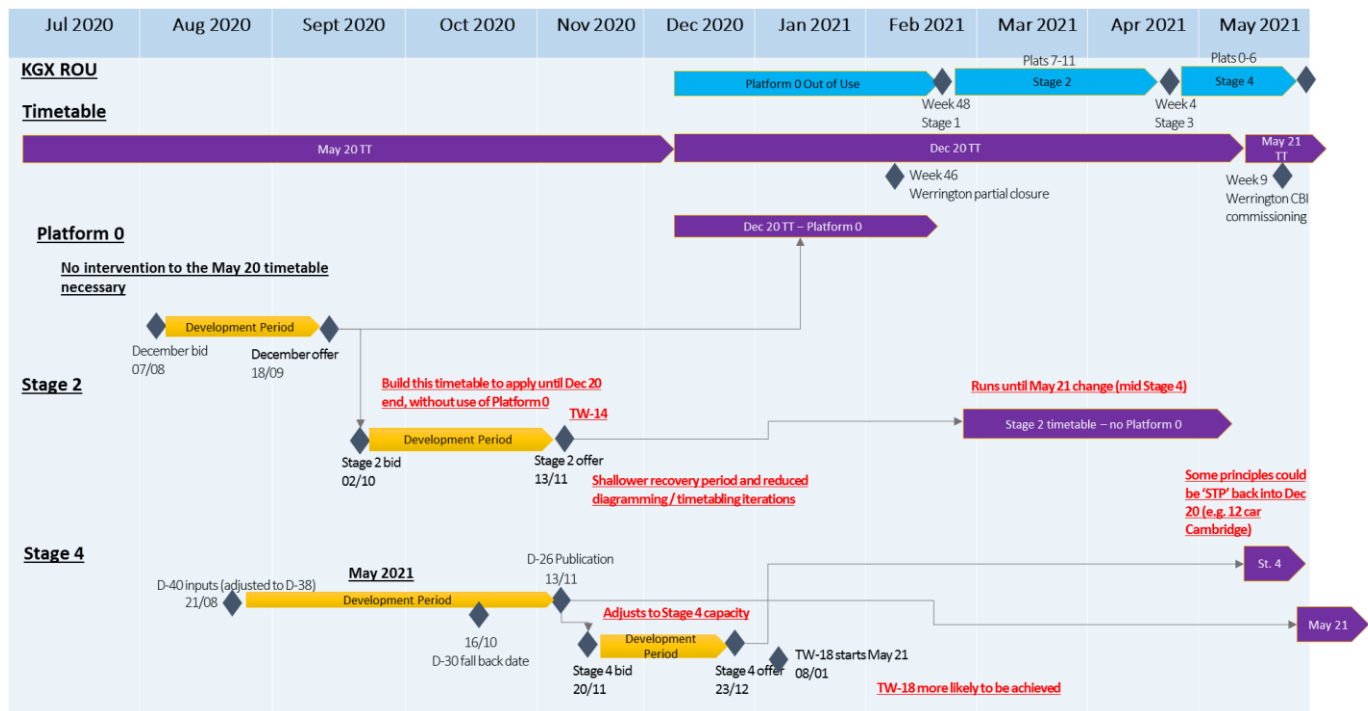 Jul 2020
Aug 2020
Sept 2020
Oct 2020
Nov 2020
Dec 2020
Jan 2021
Feb 2021
Mar 2021
Apr 2021
May 2021
KGX ROU
Platform 0 Out of Use
Week 48
Stage 1
Plats 7-11
Stage 2
Week 4
Stage 3
Plats 0-6
Stage 4
Timetable
May 20 TT
Dec 20 TT
May 21
TT
Week 46
Werrington partial closure
Week 9
Werrington CBI
commissioning
Platform 0
Dec 20 TT – Platform 0
No intervention to the May 20 timetable
necessary
Development Period
December bid
07/08
December offer
18/09
Stage 2
Build this timetable to apply until Dec 20
end, without use of Platform 0
TW-14
Runs until May 21 change (mid Stage 4)
Development Period
Stage 2 timetable – no Platform 0
Stage 2 bid
02/10
Stage 2 offer
13/11
Shallower recovery period and reduced
diagramming / timetabling iterations
Some principles could
be ‘STP’ back into Dec
20 (e.g. 12 car
Cambridge)
Stage 4
D-40 inputs (adjusted to D-38)
21/08
May 2021
D-26 Publication
13/11
Development Period
St. 4
16/10
D-30 fall back date
Adjusts to Stage 4 capacity
Development
Period
May 21
Stage 4 bid
20/11
Stage 4 offer
23/12
TW-18 starts May 21
08/01
TW-18 more likely to be achieved